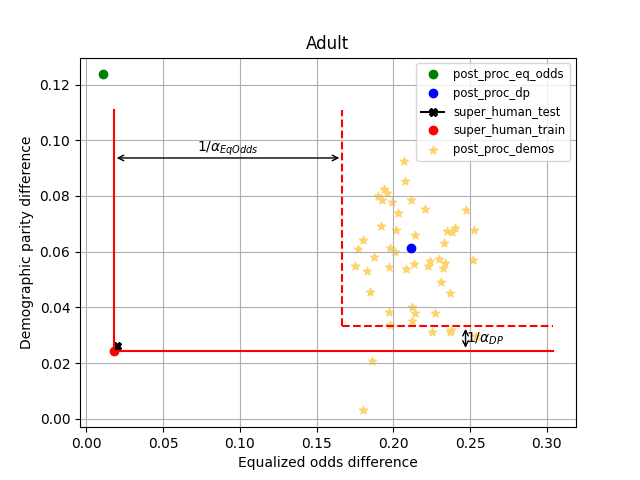 Adult
post_proc_eq_odds
post_proc_dp
super_human_test
super_human_train
post_proc_demos
1/α_EqOdds
1/α_DP
Demographic parity difference
0.12
0.10
0.08
0.06
0.04
0.02
0.00
0.00 0.05 0.10 0.15 0.20 0.25 0.30
Equalized odds difference